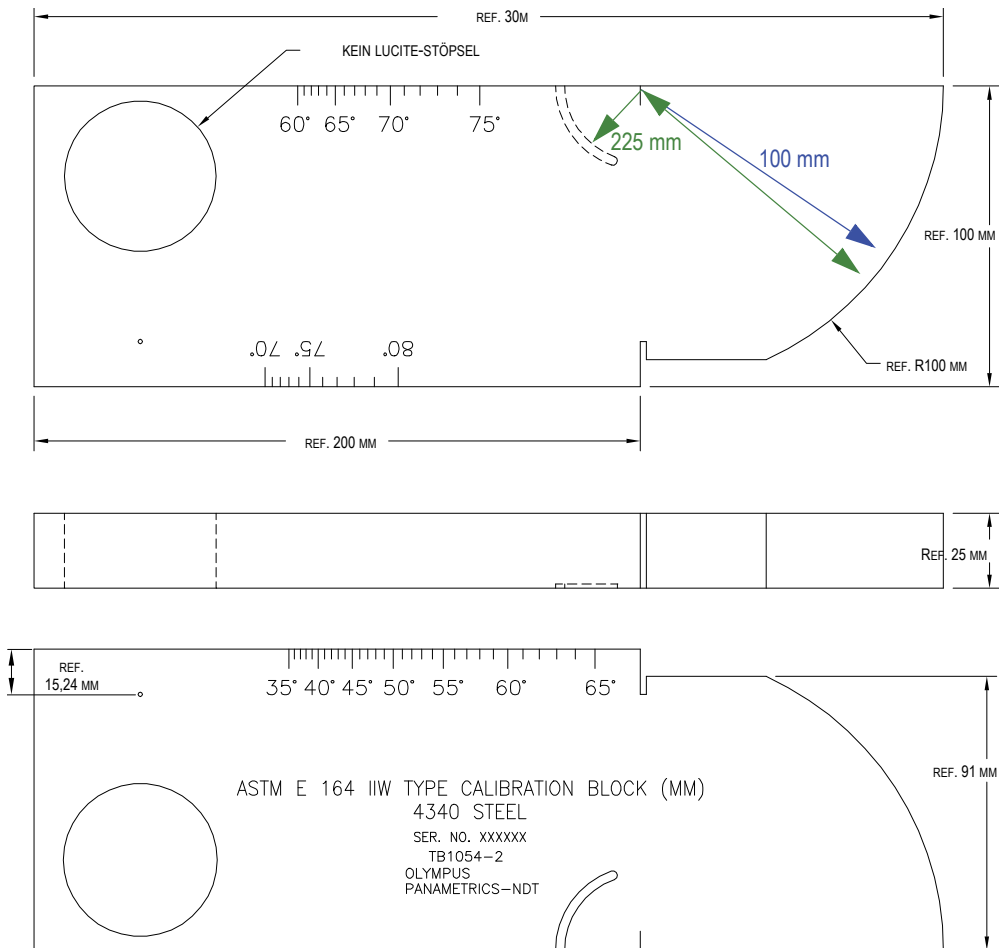 REF. 30M
KEIN LUCITE-STÖPSEL
60° 65° 70° 75°
225 mm
100 mm
REF. 100 MM
70° 75° 80°
REF. R100 MM
REF. 200 MM
REF. 25 MM
REF.
15,24 MM
35° 40° 45° 50° 55° 60° 65°
REF. 91 MM
ASTM E 164 IIW TYPE CALIBRATION BLOCK (MM)
4340 STEEL
SER. NO. XXXXXX
TB1054-2
OLYMPUS
PANAMETRICS-NDT